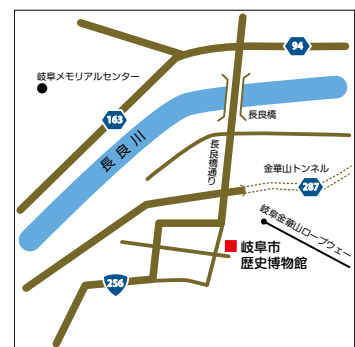 94
岐阜メモリアルセンター
163
長良橋
長良川
長良橋通り
金華山トンネル
287
岐阜金華山ロープウェー
岐阜市
歴史博物館
256